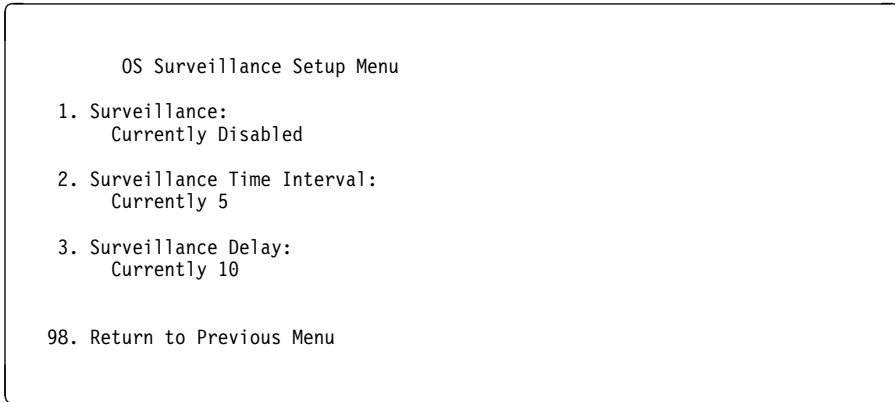 OS Surveillance Setup Menu
1. Surveillance:
Currently Disabled
2. Surveillance Time Interval:
Currently 5
3. Surveillance Delay:
Currently 10
98. Return to Previous Menu